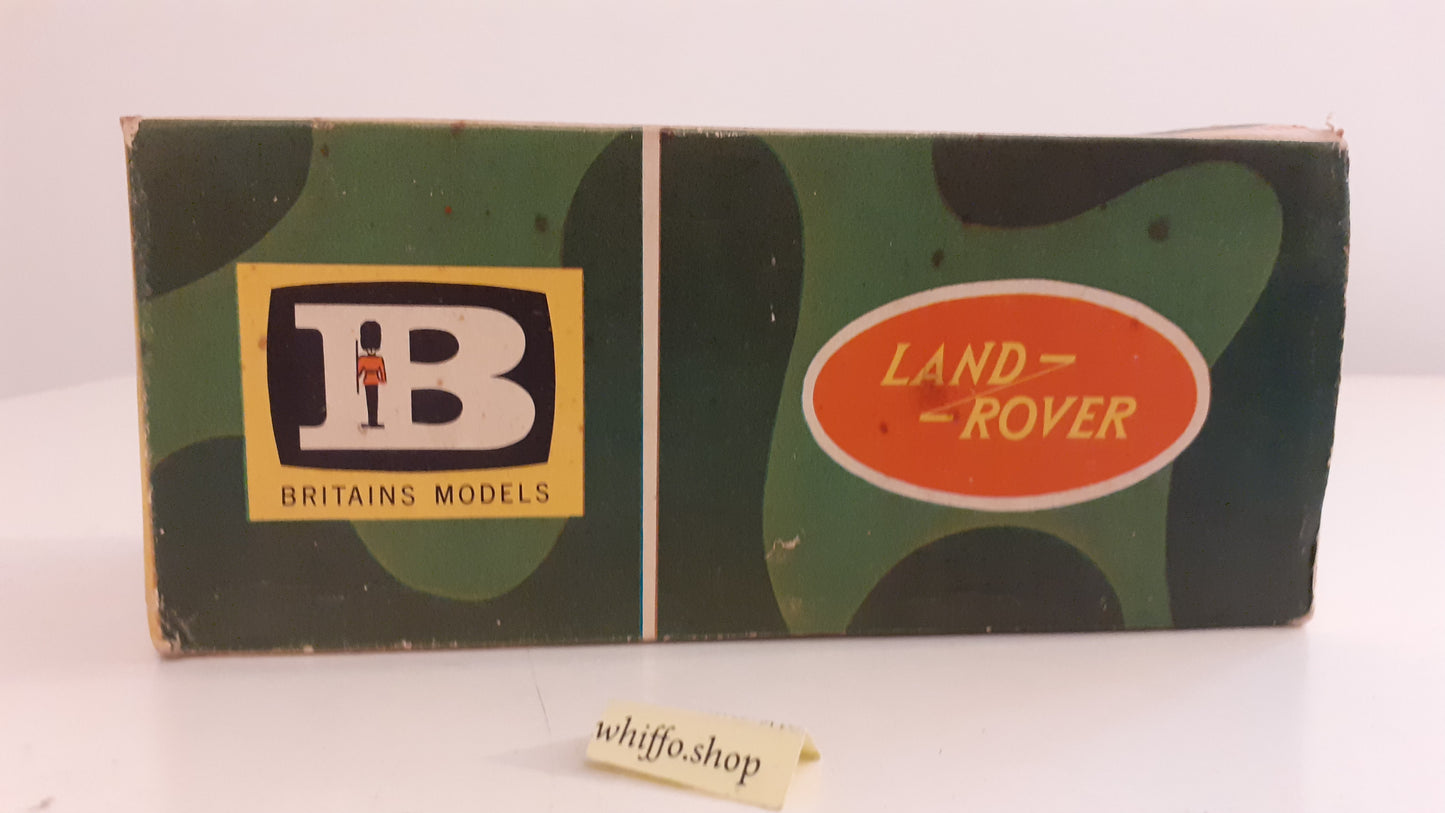 B
BRITAINS MODELS
LAND
ROVER
whiffo.shop